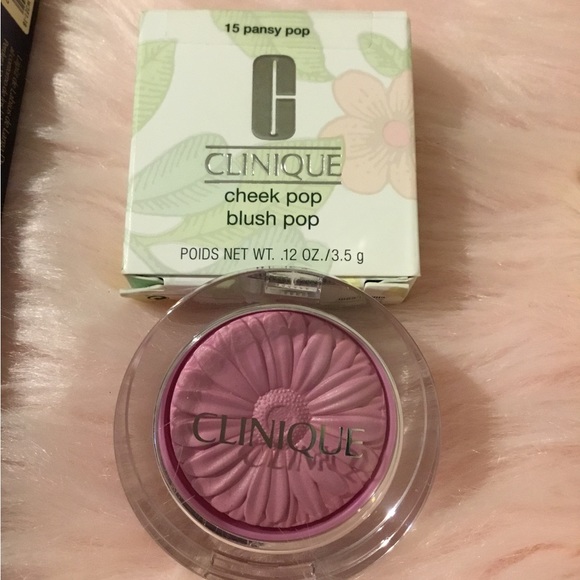 15 pansy pop
CLINIQUE
cheek pop
blush pop
POIDS NET WT. .12 OZ./3.5 g
CLINIQUE